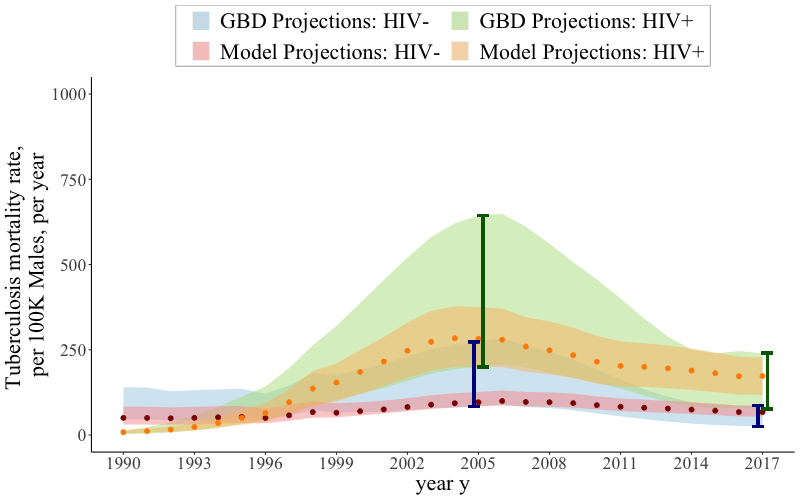 GBD Projections: HIV- GBD Projections: HIV+
Model Projections: HIV- Model Projections: HIV+
Tuberculosis mortality rate,
per 100K Males, per year
1000
750
500
250
0
1990 1993 1996 1999 2002 2005 2008 2011 2014 2017
year y